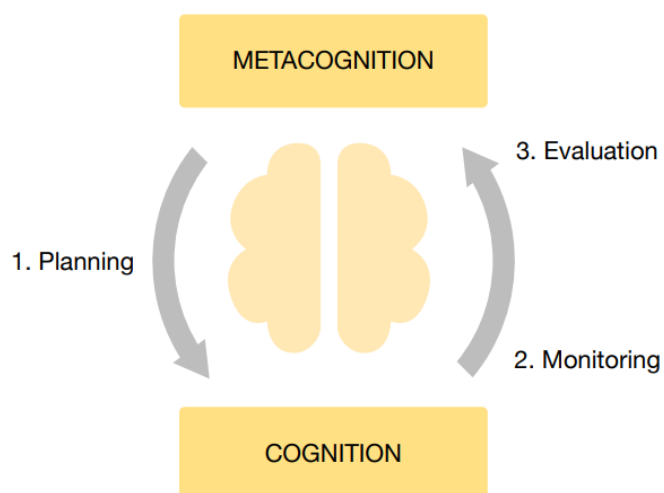 METACOGNITION
3. Evaluation
1. Planning
2. Monitoring
COGNITION